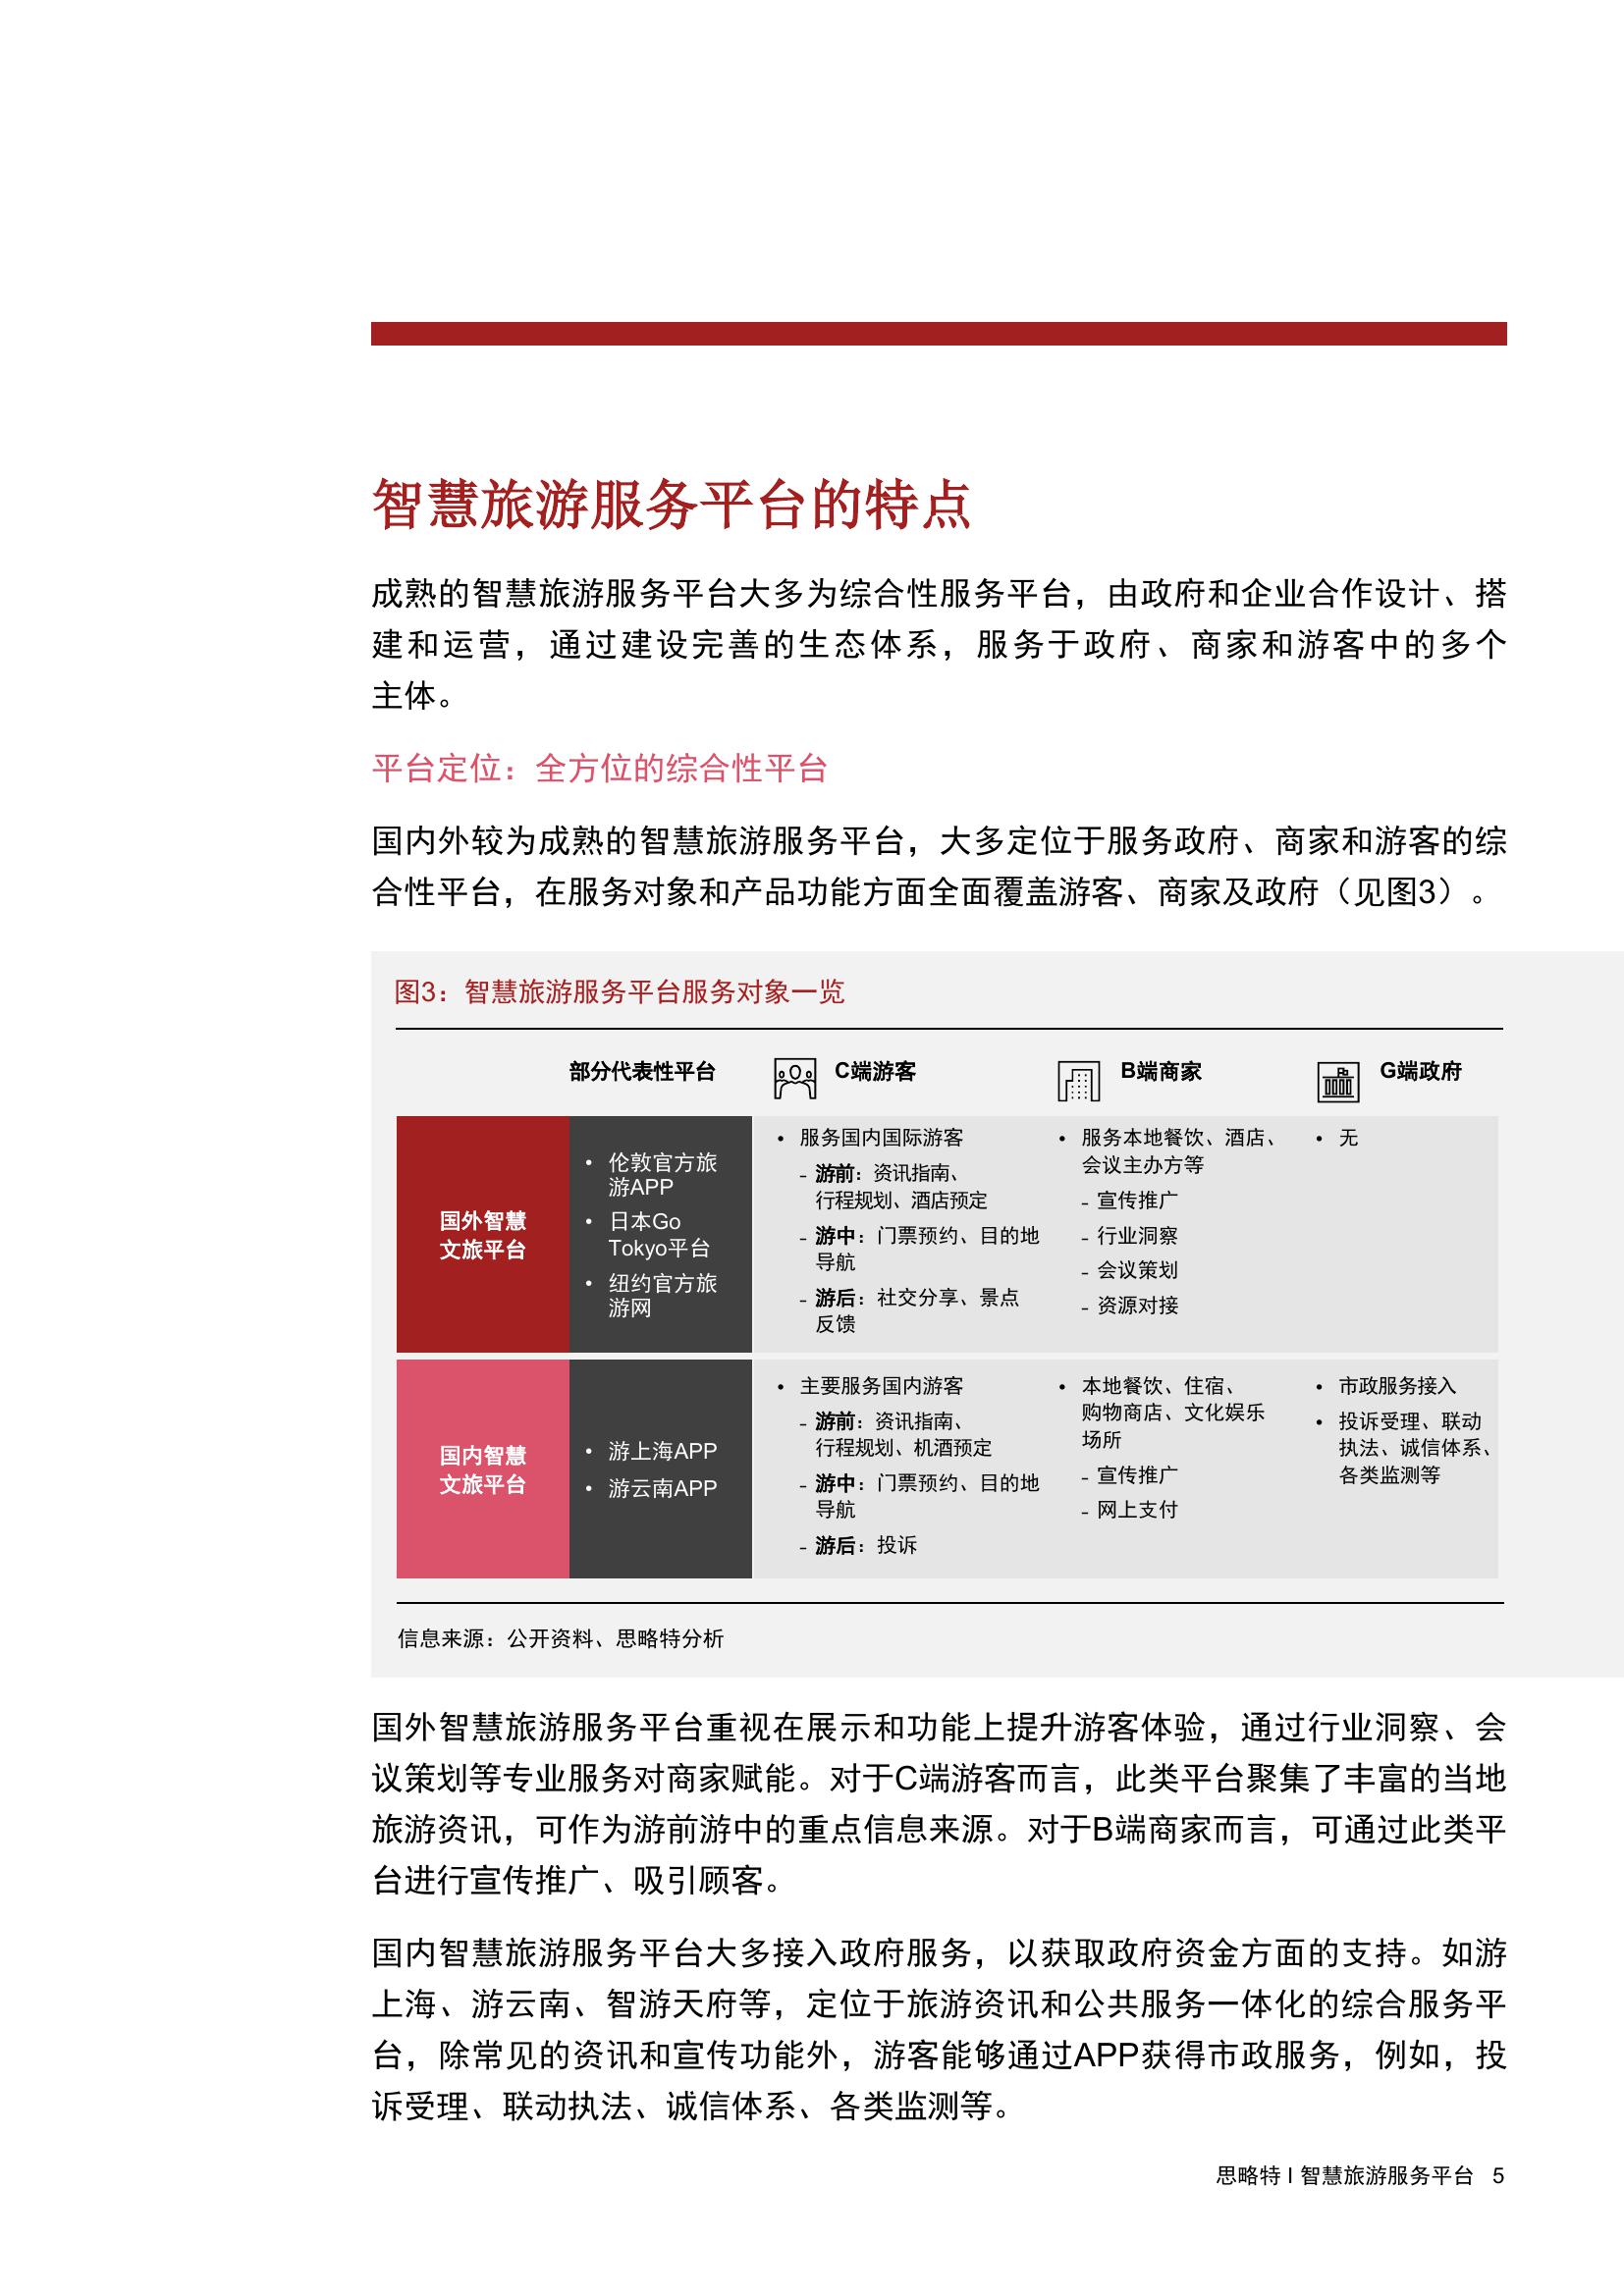 智慧旅游服务平台的特点
成熟的智慧旅游服务平台大多为综合性服务平台，由政府和企业合作设计、搭
建和运营，通过建设完善的生态体系，服务于政府、商家和游客中的多个
主体。
平台定位：全方位的综合性平台
国内外较为成熟的智慧旅游服务平台，大多定位于服务政府、商家和游客的综
合性平台，在服务对象和产品功能方面全面覆盖游客、商家及政府（见图3）。
图3：智慧旅游服务平台服务对象一览
部分代表性平台
C端游客
B端商家
G端政府
国外智慧
文旅平台
• 伦敦官方旅
游APP
• 日本Go
Tokyo平台
• 纽约官方旅
游网
• 服务国内国际游客
- 游前：资讯指南、
行程规划、酒店预定
- 游中：门票预约、目的地
导航
- 游后：社交分享、景点
反馈
• 服务本地餐饮、酒店、
会议主办方等
- 宣传推广
- 行业洞察
- 会议策划
- 资源对接
• 无
国内智慧
文旅平台
• 游上海APP
• 游云南APP
• 主要服务国内游客
- 游前：资讯指南、
行程规划、机酒预定
- 游中：门票预约、目的地
导航
- 游后：投诉
• 本地餐饮、住宿、
购物商店、文化娱乐
场所
- 宣传推广
- 网上支付
• 市政服务接入
• 投诉受理、联动
执法、诚信体系、
各类监测等
信息来源：公开资料、思略特分析
国外智慧旅游服务平台重视在展示和功能上提升游客体验，通过行业洞察、会
议策划等专业服务对商家赋能。对于C端游客而言，此类平台聚集了丰富的当地
旅游资讯，可作为游前游中的重点信息来源。对于B端商家而言，可通过此类平
台进行宣传推广、吸引顾客。
国内智慧旅游服务平台大多接入政府服务，以获取政府资金方面的支持。如游
上海、游云南、智游天府等，定位于旅游资讯和公共服务一体化的综合服务平
台，除常见的资讯和宣传功能外，游客能够通过APP获得市政服务，例如，投
诉受理、联动执法、诚信体系、各类监测等。
思略特 I 智慧旅游服务平台 5